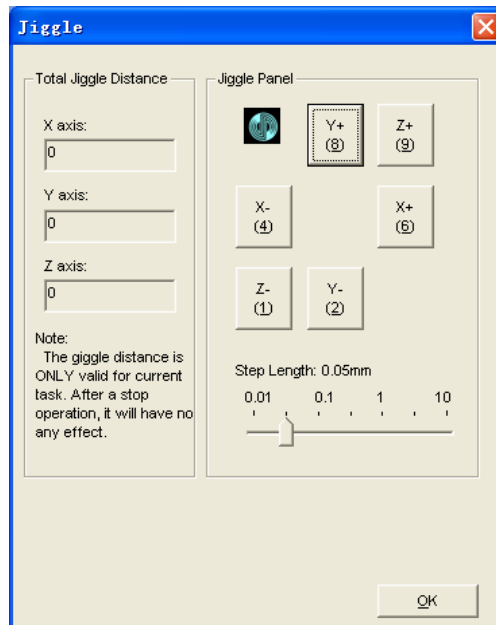 Jiggle
Total Jiggle Distance
X axis:
0
Y axis:
0
Z axis:
0
Note:
The giggle distance is
ONLY valid for current
task. After a stop
operation, it will have no
any effect.
Jiggle Panel
Y+
(8)
Z+
(9)
X-
(4)
X+
(6)
Z-
(1)
Y-
(2)
Step Length: 0.05mm
0.01 0.1 1 10
OK